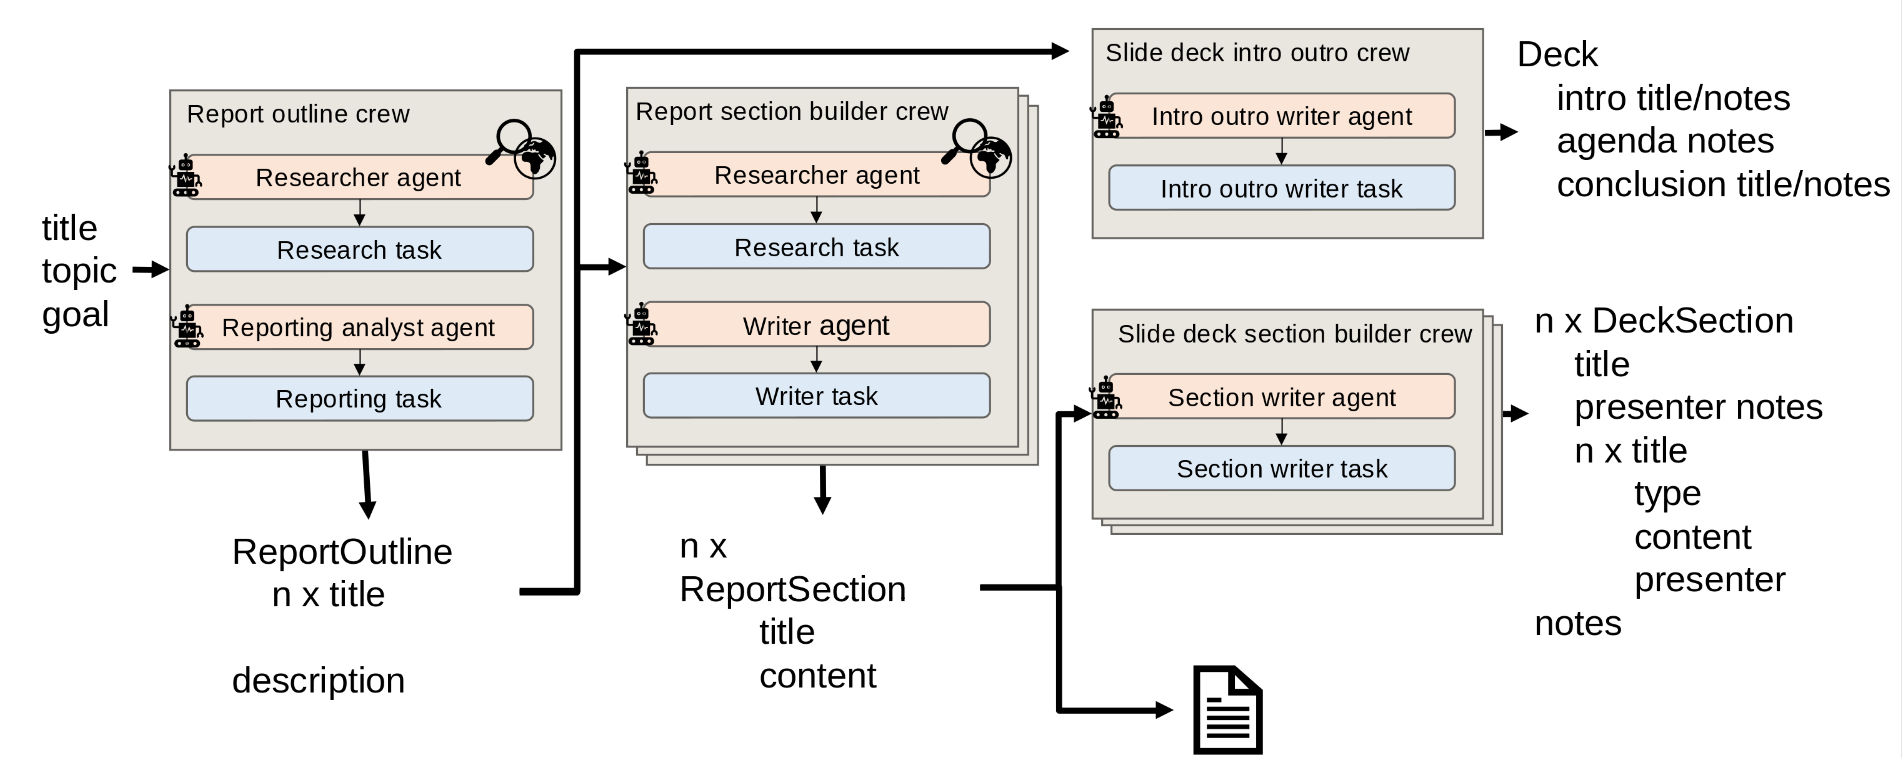 title
topic
goal
Report outline crew
Researcher agent
Research task
Reporting analyst agent
Reporting task
ReportOutline
n x title
description
Report section builder crew
Researcher agent
Research task
Writer agent
Writer task
n x
ReportSection
title
content
Slide deck intro outro crew
Intro outro writer agent
Intro outro writer task
Deck
intro title/notes
agenda notes
conclusion title/notes
Slide deck section builder crew
Section writer agent
Section writer task
n x DeckSection
title
presenter notes
n x title
type
content
presenter
notes